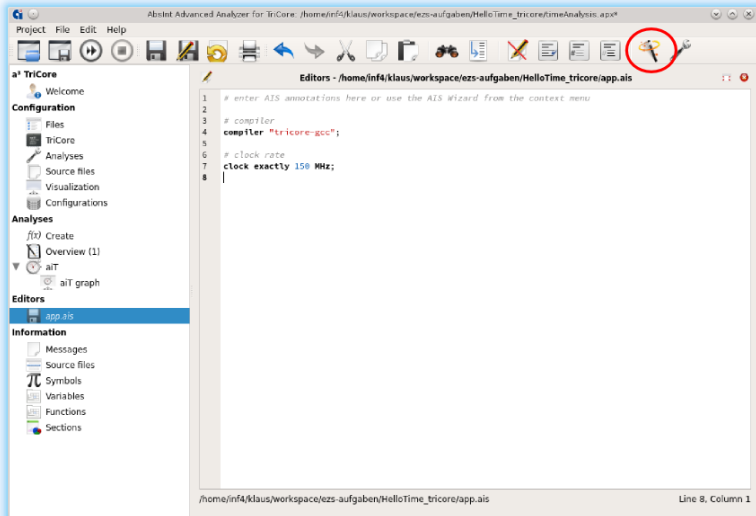 AbsInt Advanced Analyzer for TriCore: /home/inf4/klaus/workspace/ezs-aufgaben/HelloTime_tricore/timeAnalysis.apx*
Project File Edit Help
a³ TriCore
Welcome
Configuration
Files
TriCore
Analyses
Source files
Visualization
Configurations
Analyses
f(x) Create
Overview (1)
aiT
aiT graph
Editors
app.ais
Information
Messages
Source files
Symbols
Variables
Functions
Sections
Editors - /home/inf4/klaus/workspace/ezs-aufgaben/HelloTime_tricore/app.ais
1 # enter AIS annotations here or use the AIS Wizard from the context menu
2
3 # compiler
4 compiler "tricore-gcc";
5
6 # clock rate
7 clock exactly 150 MHz;
8
/home/inf4/klaus/workspace/ezs-aufgaben/HelloTime_tricore/app.ais Line 8, Column 1